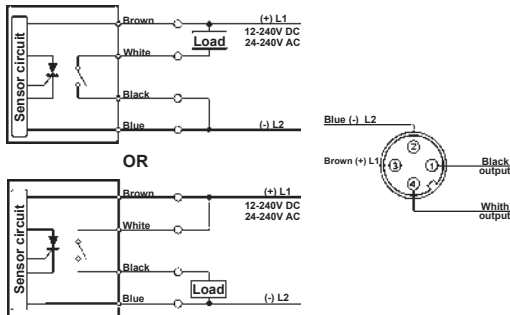 Sensor circuit
Brown
(+) L1
12-240V DC
24-240V AC
Load
White
Black
Blue
(-) L2
OR
Sensor circuit
Brown
(+) L1
12-240V DC
24-240V AC
White
Black
Load
Blue
(-) L2
Blue (-) L2
2
Brown (+) L1
3
1
Black
output
4
Whith
output